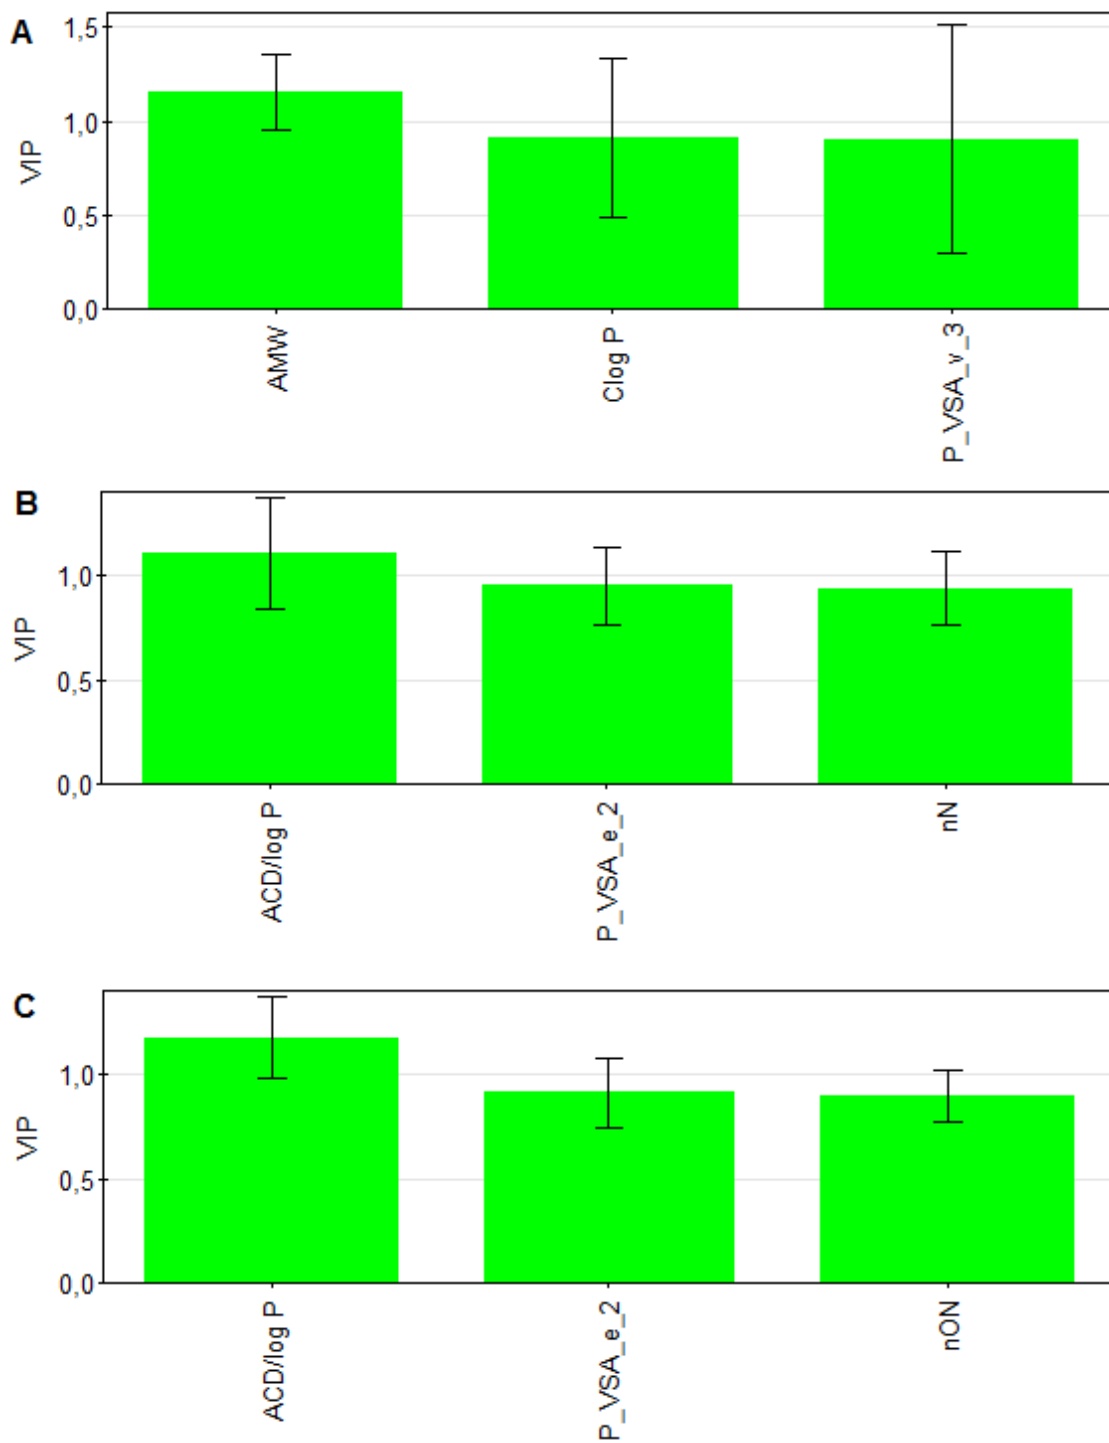 A
VIP
1,5
1,0
0,5
0,0
AMW
Clog P
P_VSA_v_3
B
VIP
1,0
0,5
0,0
ACD/log P
P_VSA_e_2
nN
C
VIP
1,0
0,5
0,0
ACD/log P
P_VSA_e_2
nON